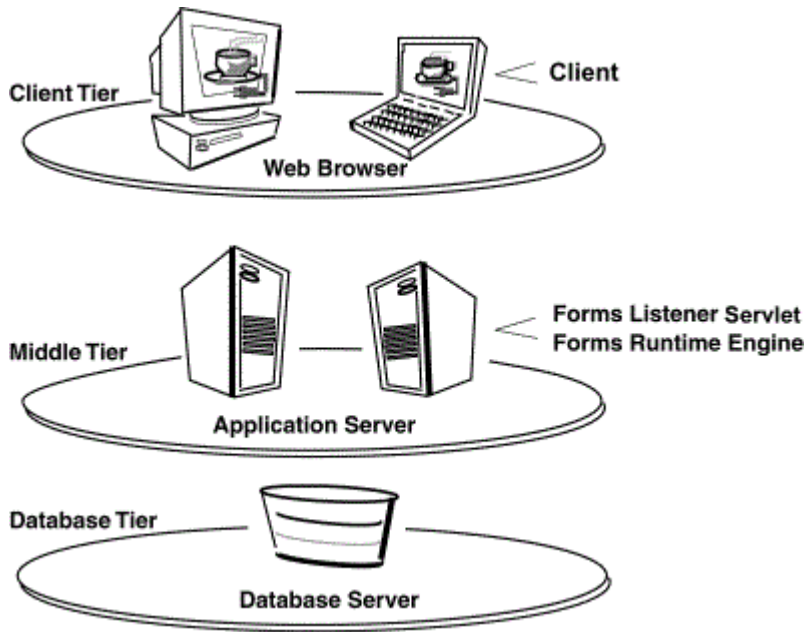 Client Tier
Client
Web Browser
Middle Tier
Forms Listener Servlet
Forms Runtime Engine
Application Server
Database Tier
Database Server